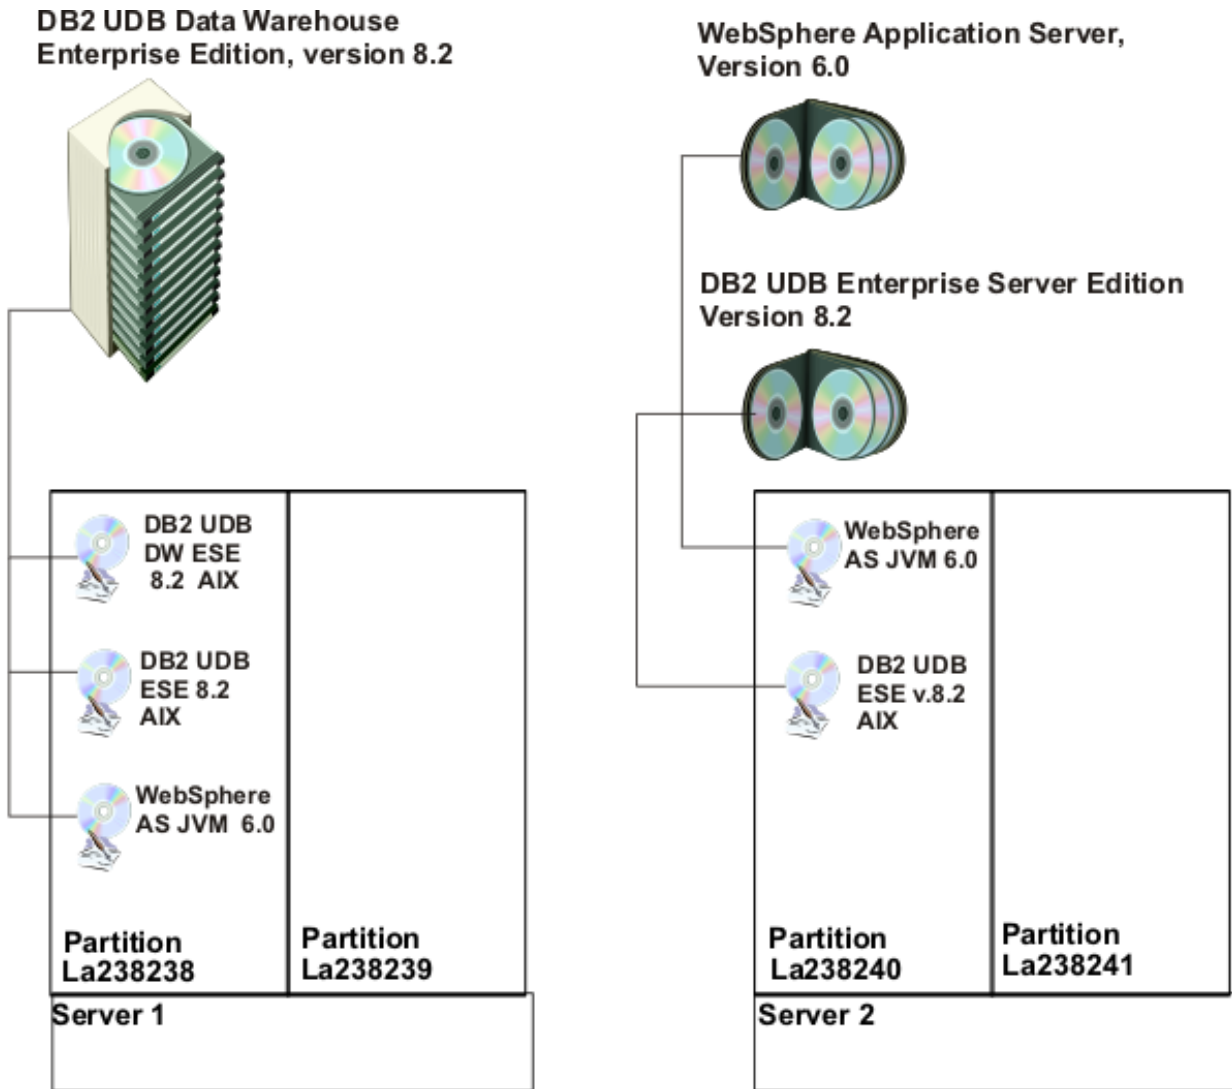 DB2 UDB Data Warehouse
Enterprise Edition, version 8.2
WebSphere Application Server,
Version 6.0
DB2 UDB Enterprise Server Edition
Version 8.2
DB2 UDB
DW ESE
8.2 AIX
DB2 UDB
ESE 8.2
AIX
WebSphere
AS JVM 6.0
Partition
La238238
Partition
La238239
Server 1
WebSphere
AS JVM 6.0
DB2 UDB
ESE v.8.2
AIX
Partition
La238240
Partition
La238241
Server 2